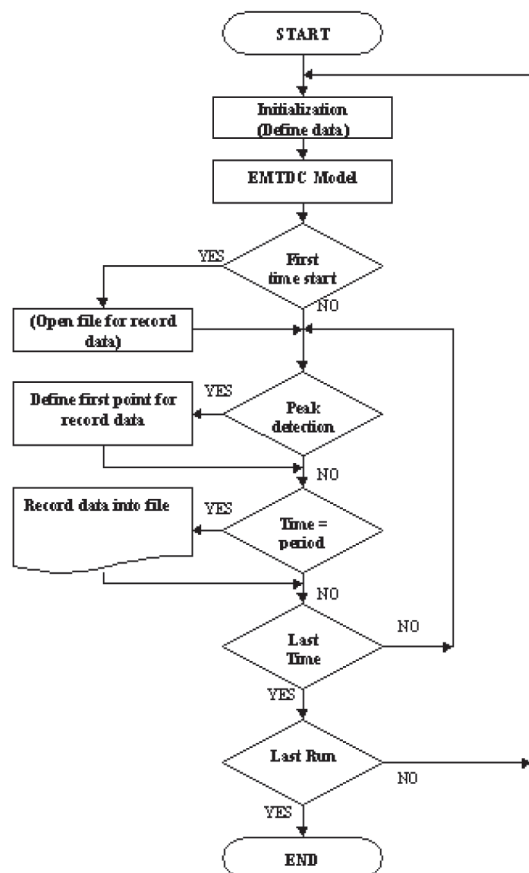 START
Initialization
(Define data)
EMTDC Model
First
time start
YES
NO
(Open file for record
data)
Peak
detection
YES
Define first point for
record data
NO
Time =
period
YES
Record data into file
NO
Last
Time
NO
YES
Last Run
NO
YES
END